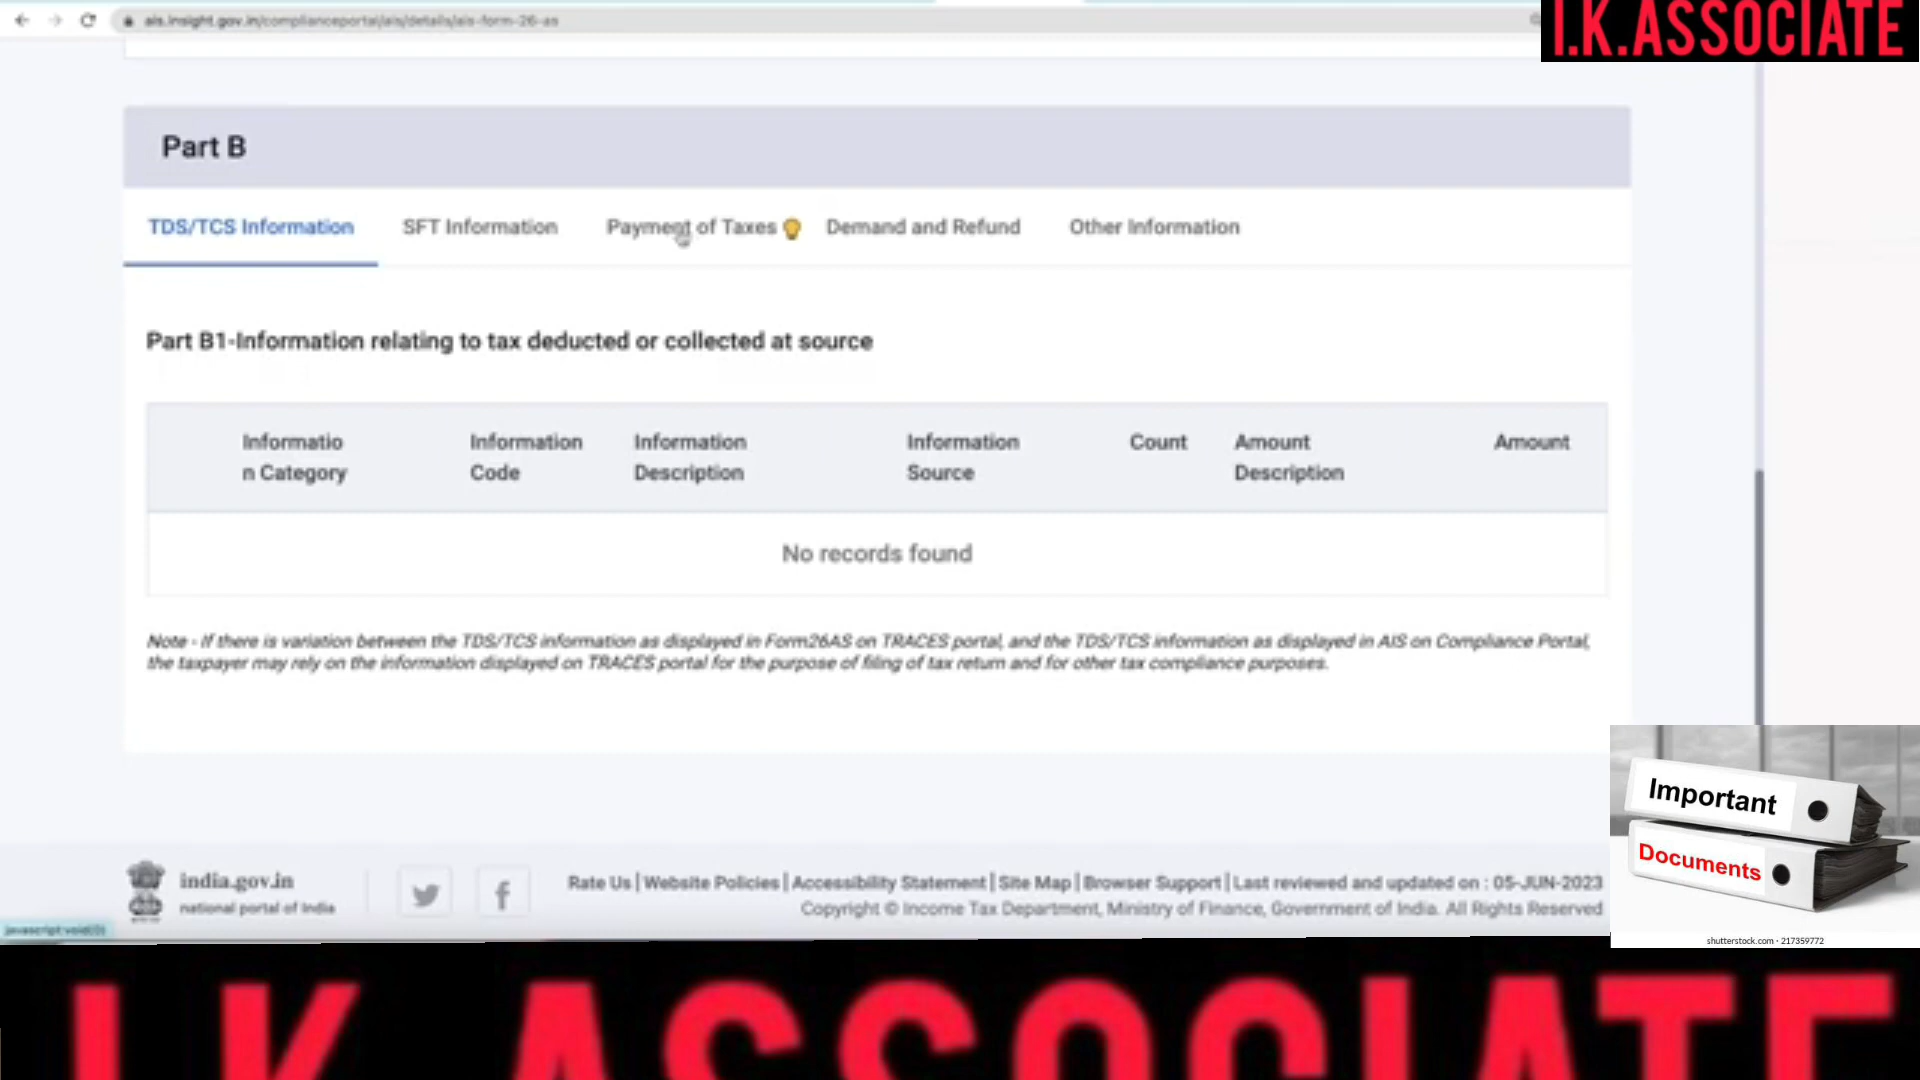 ais.insight.gov.in/complianceportal/ais/details/ais-form-26-as
I.K.ASSOCIATE
Part B
TDS/TCS Information
SFT Information
Payment of Taxes
Demand and Refund
Other Information
Part B1-Information relating to tax deducted or collected at source
Informatio
n Category
Information
Code
Information
Description
Information
Source
Count
Amount
Description
Amount
No records found
Note - If there is variation between the TDS/TCS information as displayed in Form26AS on TRACES portal, and the TDS/TCS information as displayed in AIS on Compliance Portal,
the taxpayer may rely on the information displayed on TRACES portal for the purpose of filing of tax return and for other tax compliance purposes.
Important
Documents
shutterstock.com · 217359772
india.gov.in
national portal of India
Rate Us | Website Policies | Accessibility Statement | Site Map | Browser Support | Last reviewed and updated on : 05-JUN-2023
Copyright © Income Tax Department, Ministry of Finance, Government of India. All Rights Reserved
javascript:void(0)
I.K.ASSOCIATE